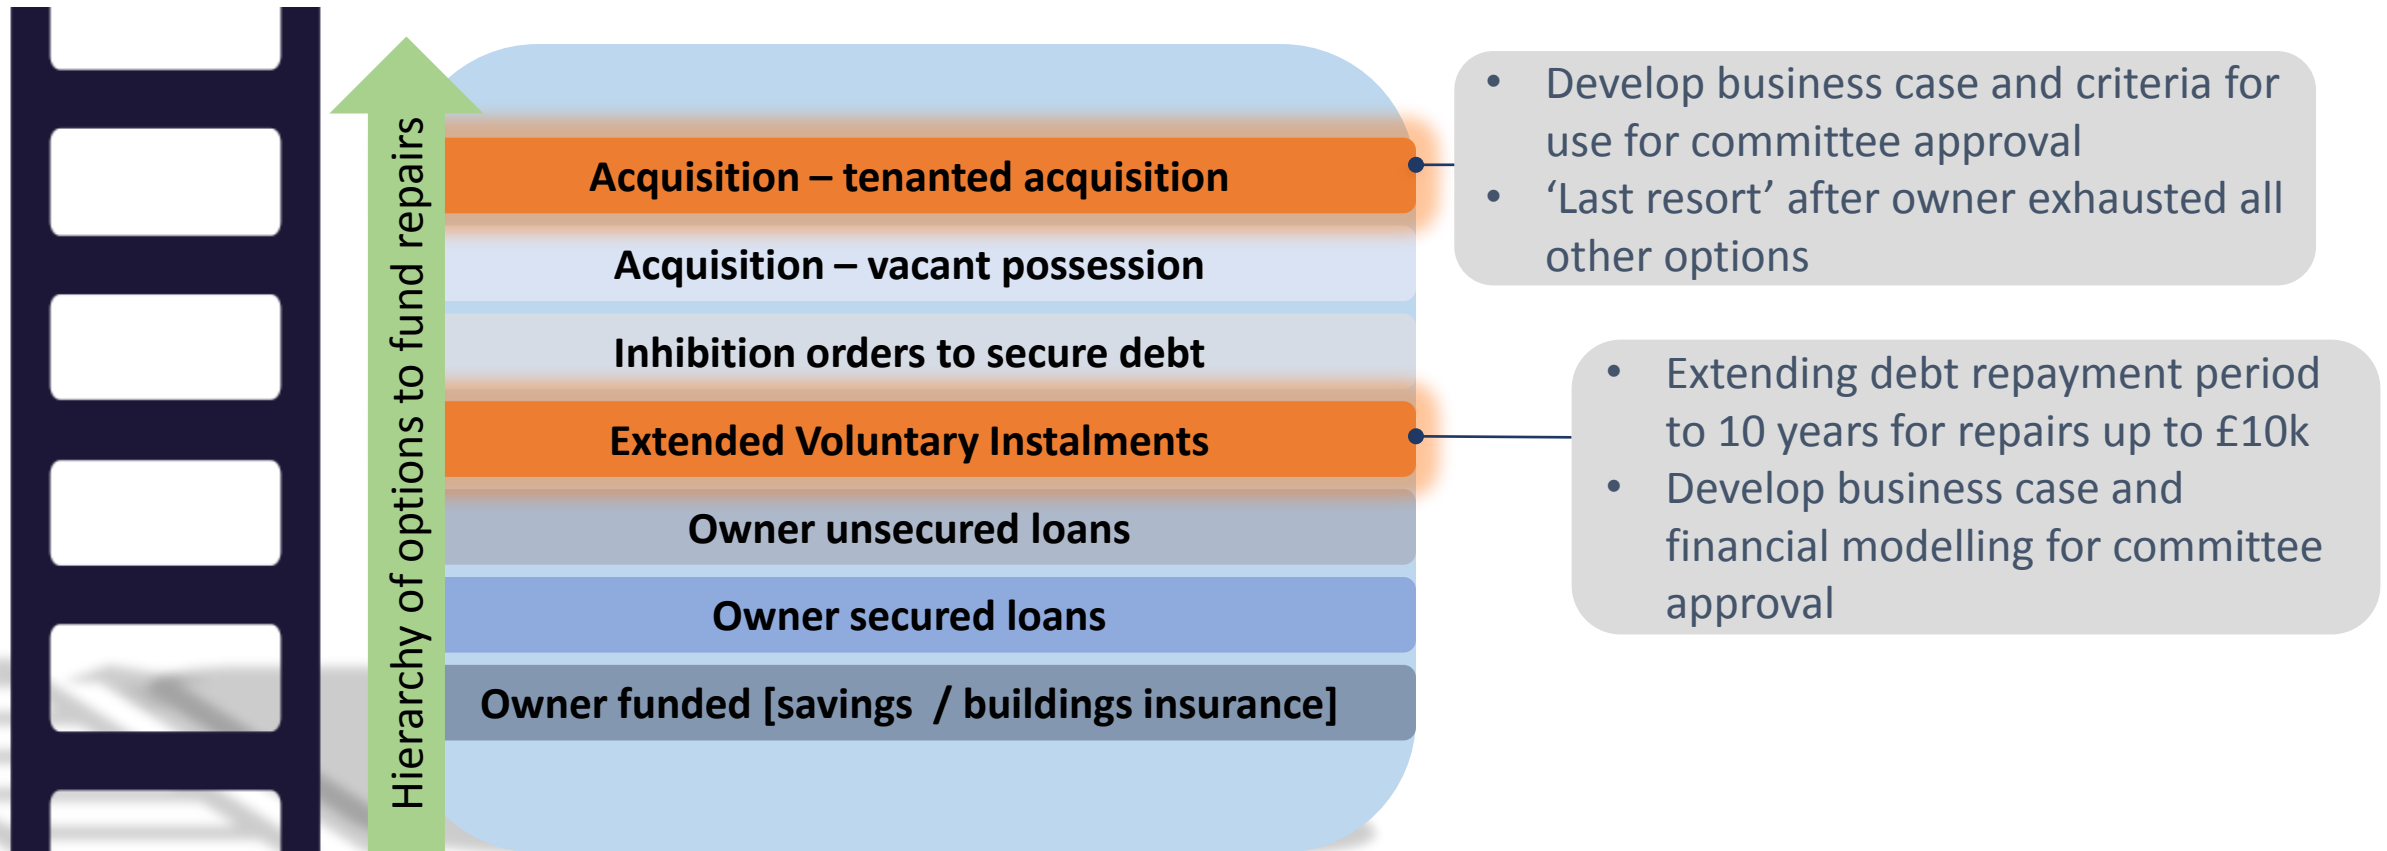 Hierarchy of options to fund repairs
Acquisition – tenanted acquisition
Acquisition – vacant possession
Inhibition orders to secure debt
Extended Voluntary Instalments
Owner unsecured loans
Owner secured loans
Owner funded [savings / buildings insurance]
• Develop business case and criteria for
use for committee approval
• ‘Last resort’ after owner exhausted all
other options
• Extending debt repayment period
to 10 years for repairs up to £10k
• Develop business case and
financial modelling for committee
approval